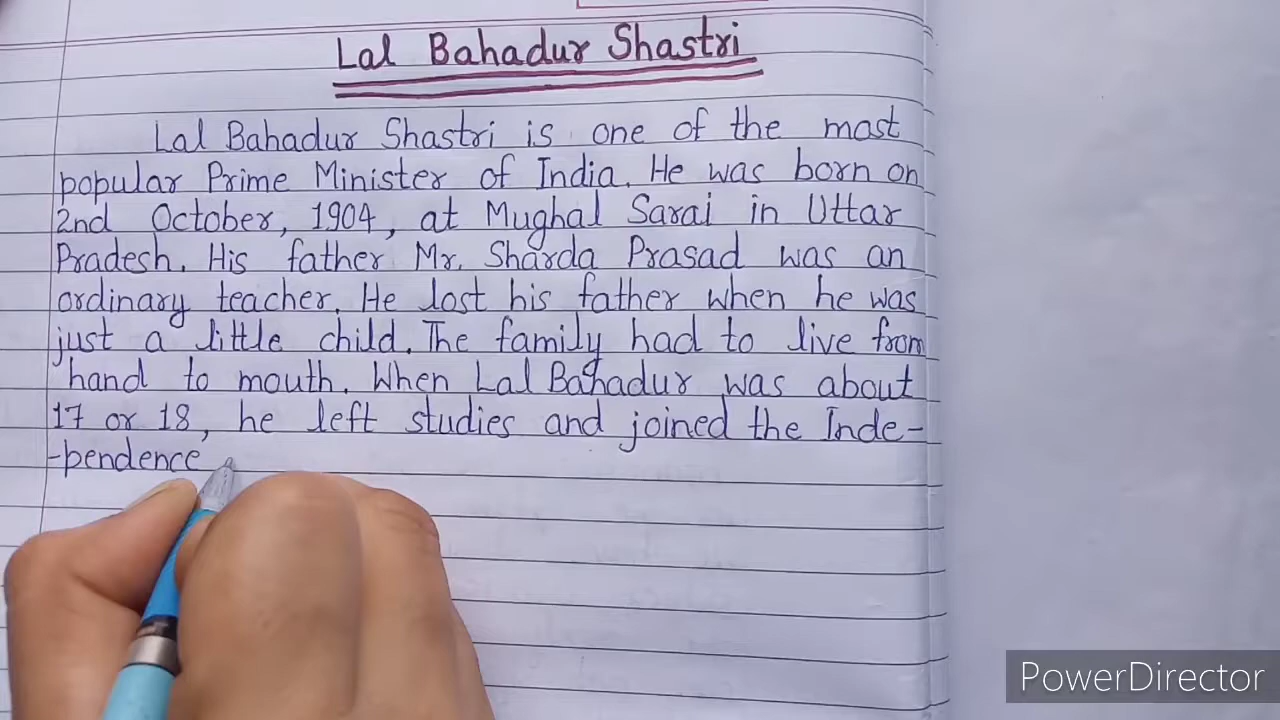 Lal Bahadur Shastri
Lal Bahadur Shastri is one of the most
popular Prime Minister of India. He was born on
2nd October, 1904, at Mughal Sarai in Uttar
Pradesh. His father Mr. Sharda Prasad was an
ordinary teacher. He lost his father when he was
just a little child. The family had to live from
hand to mouth. When Lal Bahadur was about
17 or 18, he left studies and joined the Inde-
-pendence
PowerDirector